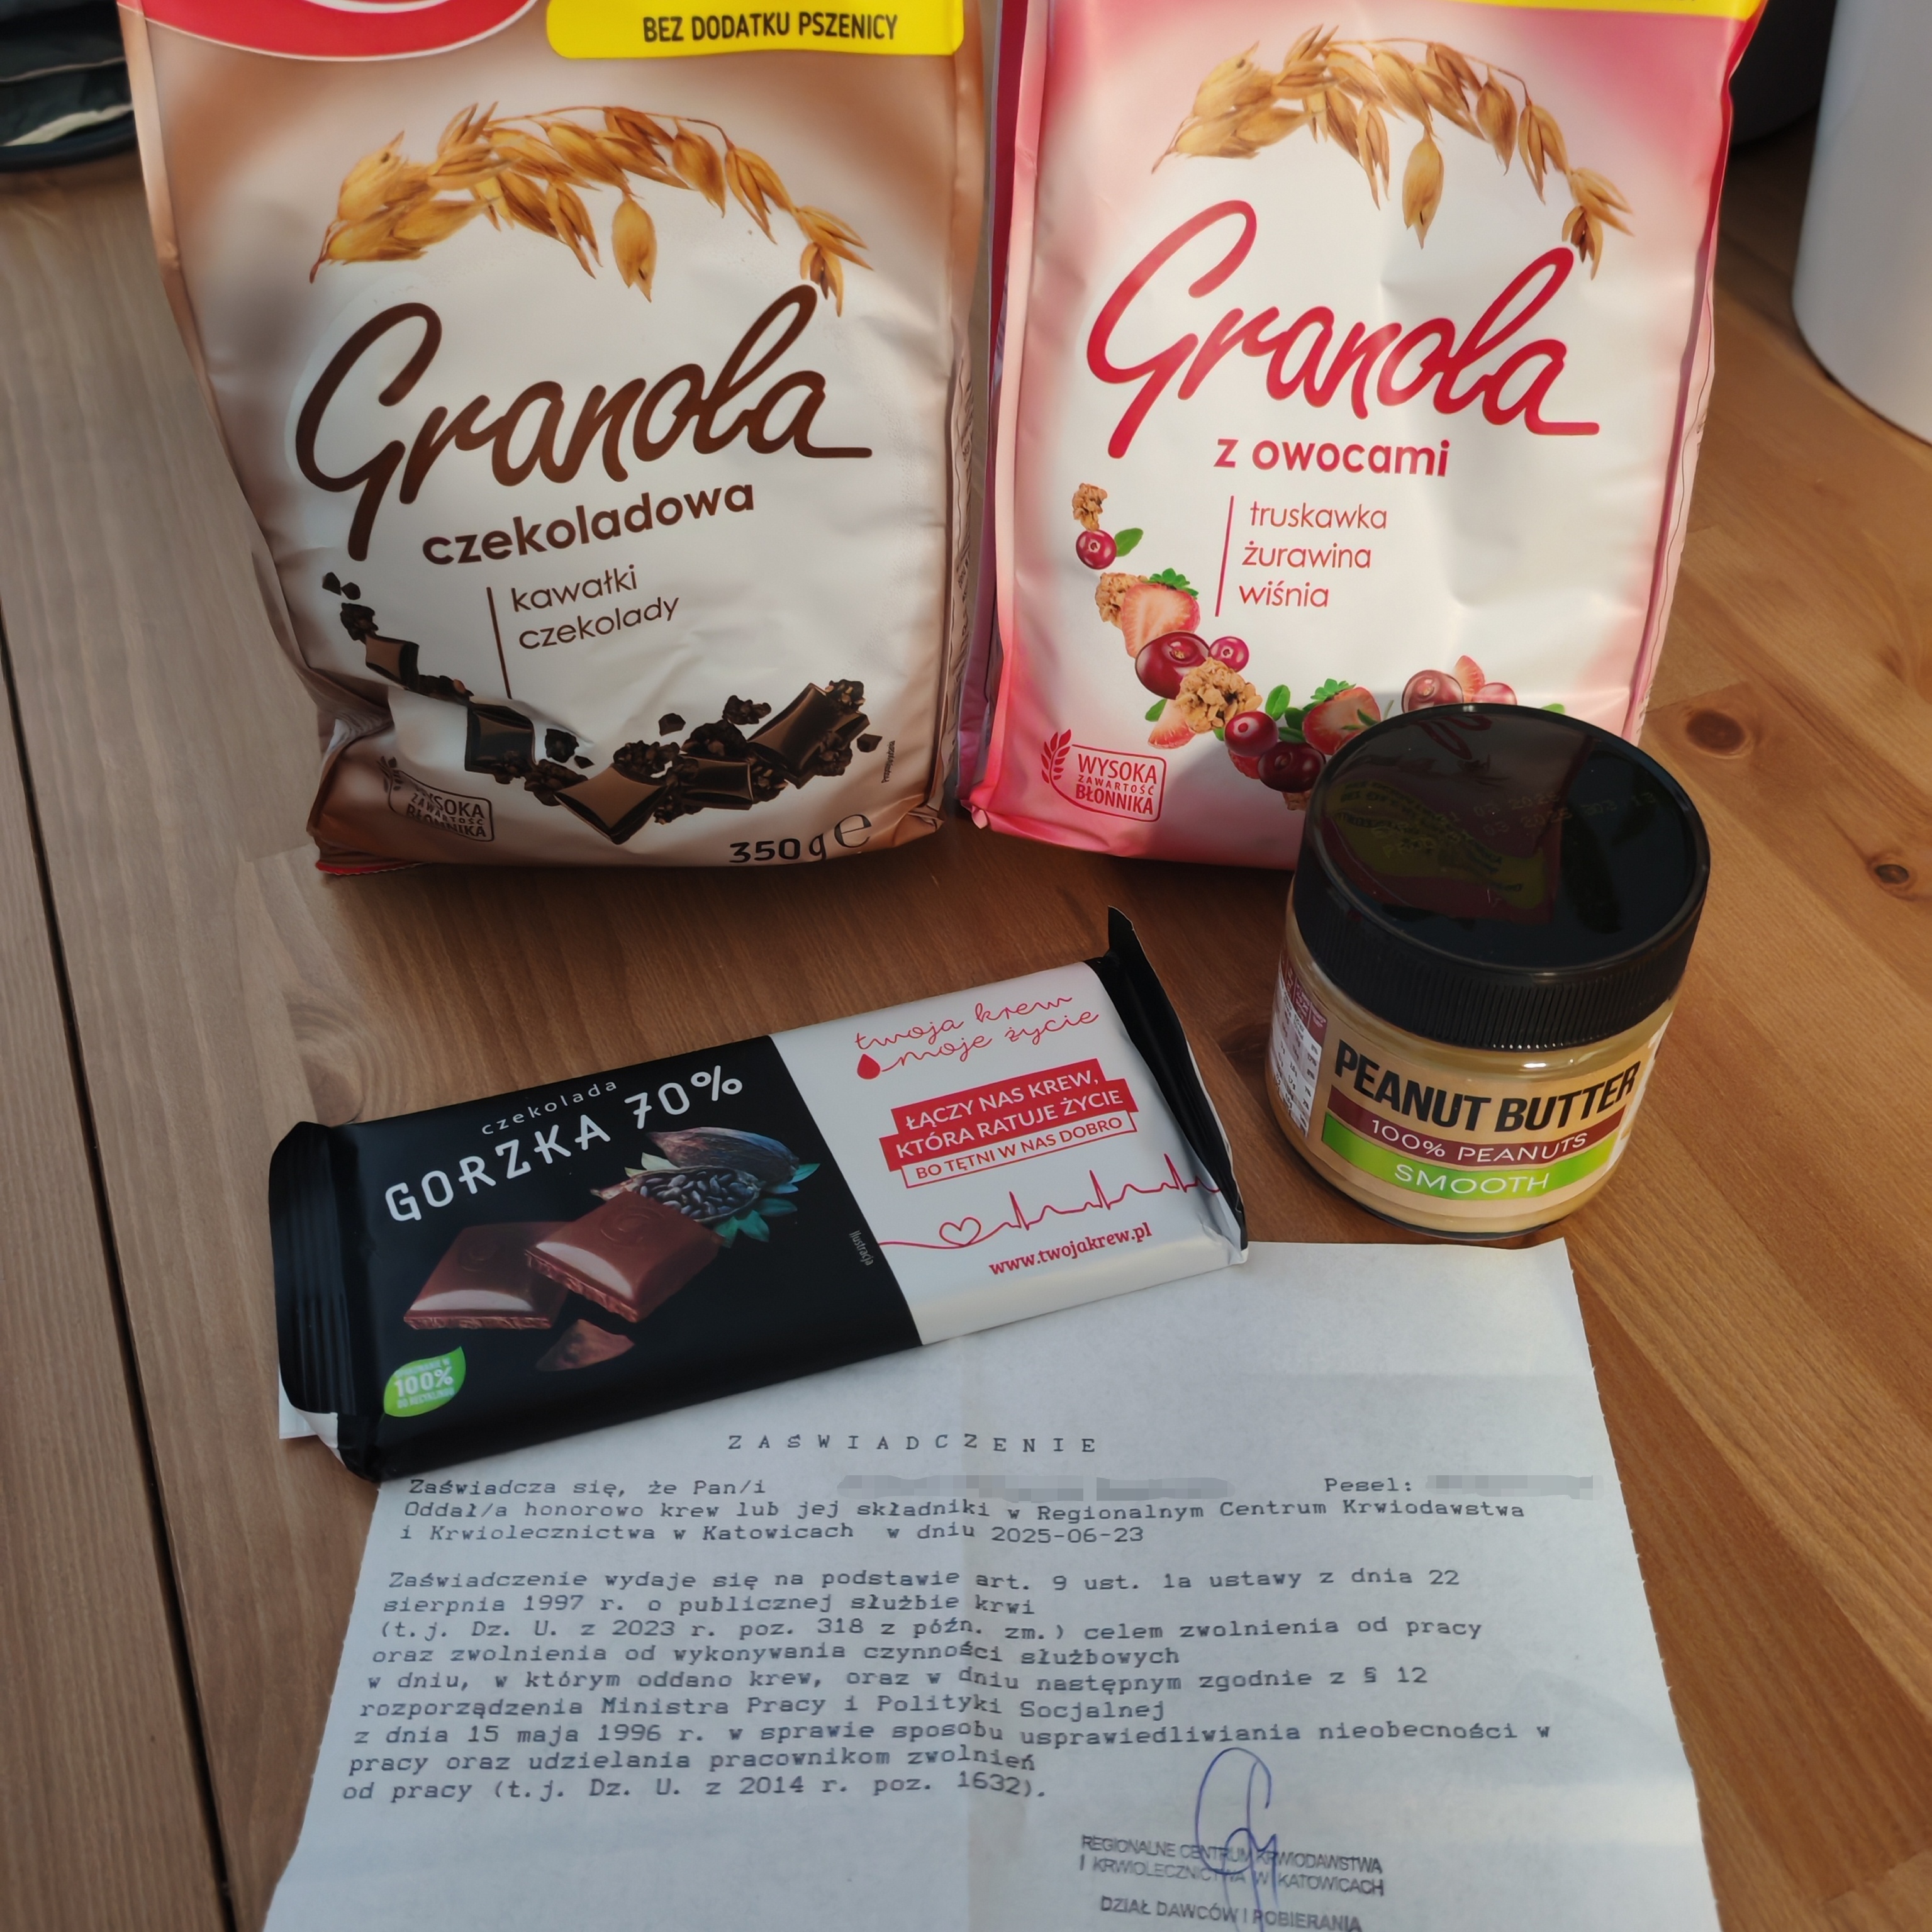 BEZ DODATKU PSZENICY
Granola
czekoladowa
kawałki
czekolady
WYSOKA
ZAWARTOŚĆ
BŁONNIKA
350 g e
Granola
z owocami
truskawka
żurawina
wiśnia
WYSOKA
ZAWARTOŚĆ
BŁONNIKA
PEANUT BUTTER
100% PEANUTS
SMOOTH
czekolada
GORZKA 70%
ilustracja
100%
DO RECYKLINGU
twoja krew
moje życie
ŁĄCZY NAS KREW,
KTÓRA RATUJE ŻYCIE
BO TĘTNI W NAS DOBRO
www.twojakrew.pl
ZAŚWIADCZENIE
Zaświadcza się, że Pan/i Pesel:
Oddał/a honorowo krew lub jej składniki w Regionalnym Centrum Krwiodawstwa
i Krwiolecznictwa w Katowicach w dniu 2025-06-23
Zaświadczenie wydaje się na podstawie art. 9 ust. 1a ustawy z dnia 22
sierpnia 1997 r. o publicznej służbie krwi
(t.j. Dz. U. z 2023 r. poz. 318 z późn. zm.) celem zwolnienia od pracy
oraz zwolnienia od wykonywania czynności służbowych
w dniu, w którym oddano krew, oraz w dniu następnym zgodnie z § 12
rozporządzenia Ministra Pracy i Polityki Socjalnej
z dnia 15 maja 1996 r. w sprawie sposobu usprawiedliwiania nieobecności w
pracy oraz udzielania pracownikom zwolnień
od pracy (t.j. Dz. U. z 2014 r. poz. 1632).
REGIONALNE CENTRUM KRWIODAWSTWA
I KRWIOLECZNICTWA W KATOWICACH
DZIAŁ DAWCÓW I POBIERANIA